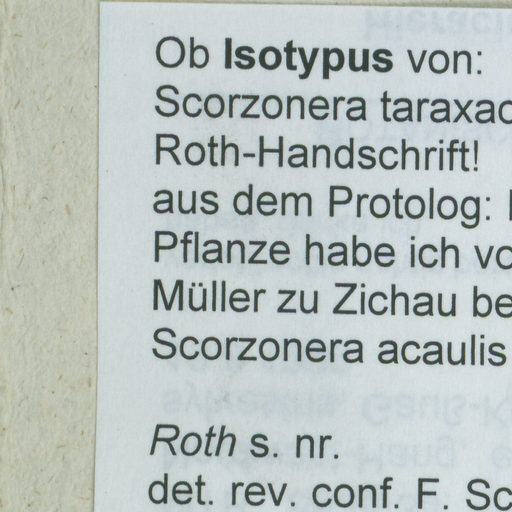 Ob Isotypus von:
Scorzonera taraxac
Roth-Handschrift!
aus dem Protolog:
Pflanze habe ich vo
Müller zu Zichau be
Scorzonera acaulis
Roth s. nr.
det. rev. conf. F. Sc